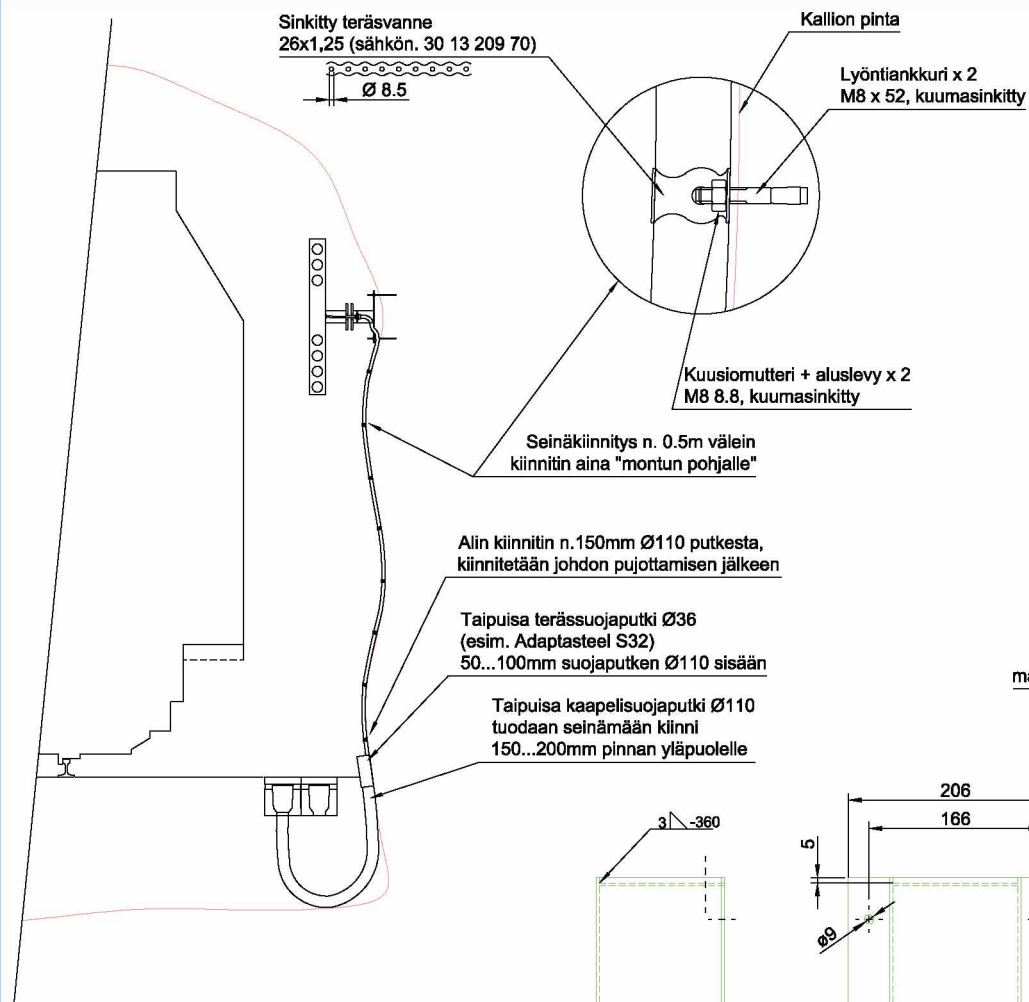 Sinkitty teräsvanne
26x1,25 (sähkön. 30 13 209 70)
Ø 8.5
Kallion pinta
Lyöntiankkuri x 2
M8 x 52, kuumasinkitty
Kuusiomutteri + aluslevy x 2
M8 8.8, kuumasinkitty
Seinäkiinnitys n. 0.5m välein
kiinnitin aina "montun pohjalle"
Alin kiinnitin n.150mm Ø110 putkesta,
kiinnitetään johdon pujottamisen jälkeen
Taipuisa terässuojaputki Ø36
(esim. Adaptasteel S32)
50...100mm suojaputken Ø110 sisään
ma
Taipuisa kaapelisuojaputki Ø110
tuodaan seinämään kiinni
150...200mm pinnan yläpuolelle
206
166
3 -360
5
ø9